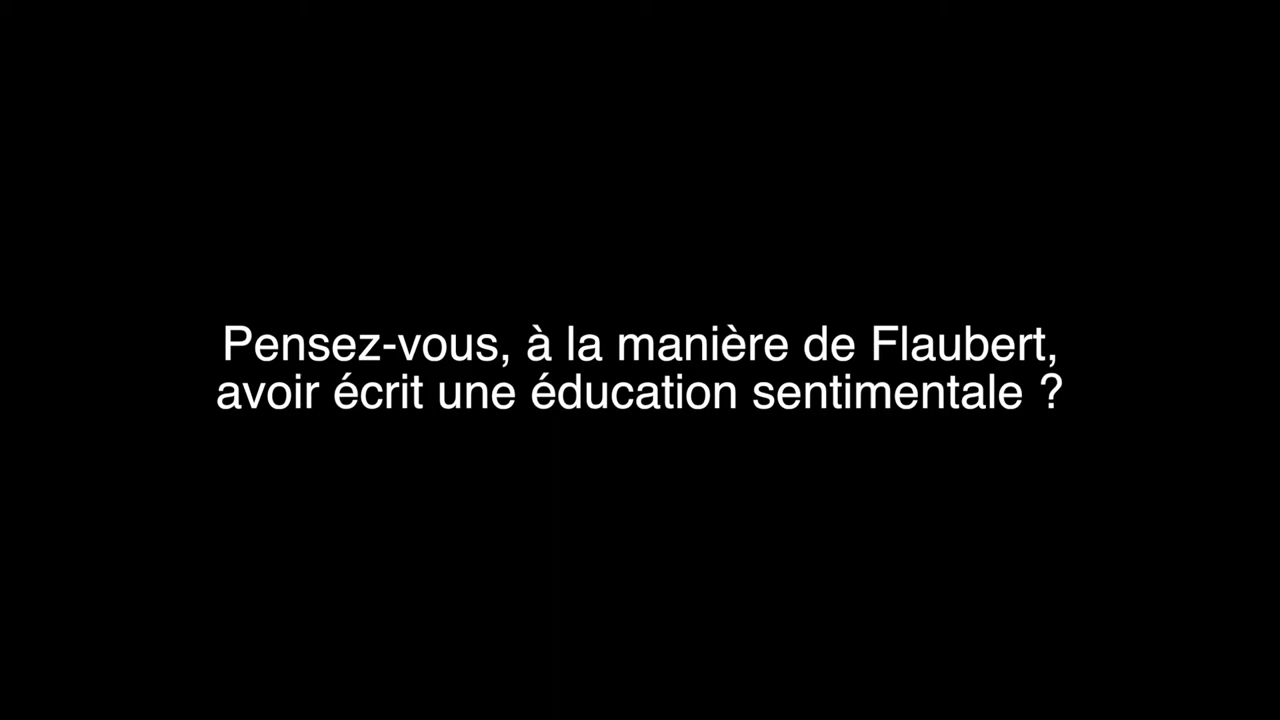 Pensez-vous, à la manière de Flaubert,
avoir écrit une éducation sentimentale ?